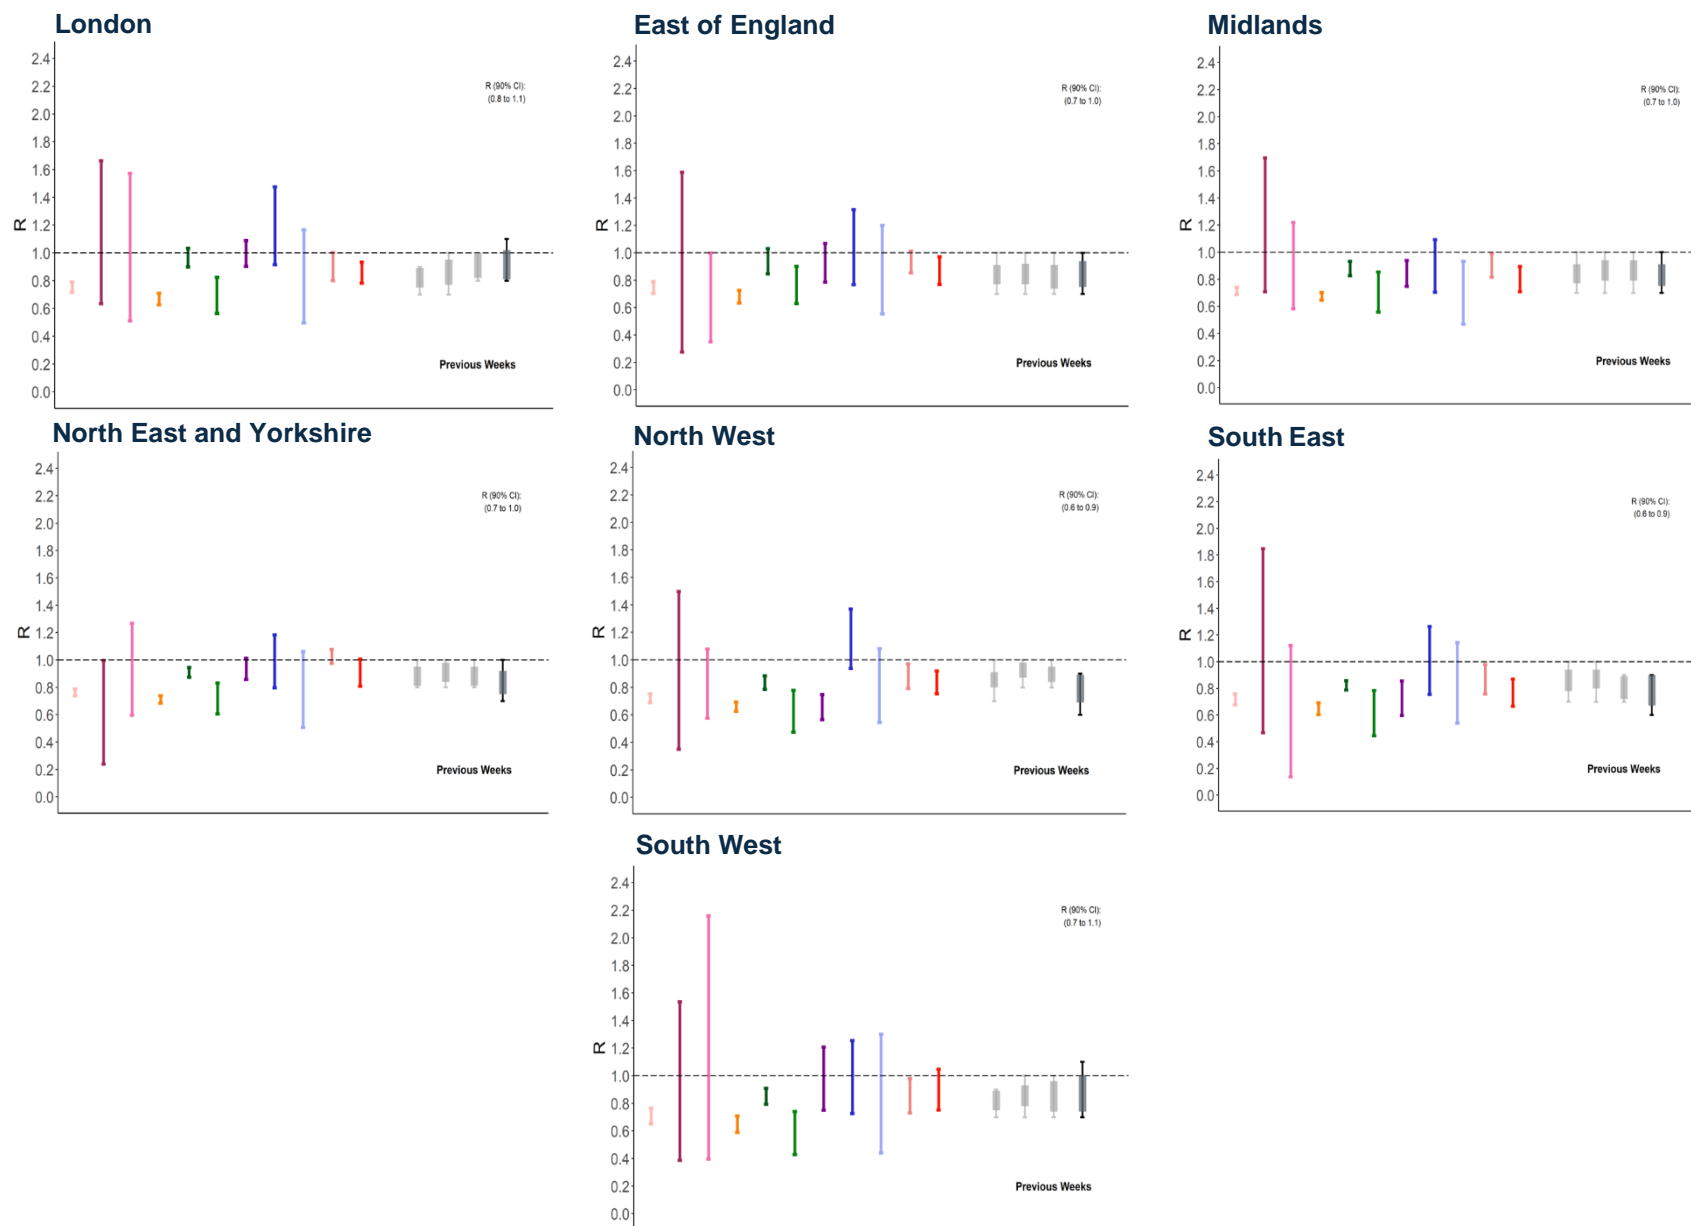 London
2.4
2.2
2.0
1.8
1.6
1.4
1.2
1.0
0.8
0.6
0.4
0.2
0.0
R
R (90% CI):
(0.8 to 1.1)
Previous Weeks
East of England
2.4
2.2
2.0
1.8
1.6
1.4
1.2
1.0
0.8
0.6
0.4
0.2
0.0
R
R (90% CI):
(0.7 to 1.0)
Previous Weeks
Midlands
2.4
2.2
2.0
1.8
1.6
1.4
1.2
1.0
0.8
0.6
0.4
0.2
0.0
R
R (90% CI):
(0.7 to 1.0)
Previous Weeks
North East and Yorkshire
2.4
2.2
2.0
1.8
1.6
1.4
1.2
1.0
0.8
0.6
0.4
0.2
0.0
R
R (90% CI):
(0.7 to 1.0)
Previous Weeks
North West
2.4
2.2
2.0
1.8
1.6
1.4
1.2
1.0
0.8
0.6
0.4
0.2
0.0
R
R (90% CI):
(0.6 to 0.9)
Previous Weeks
South East
2.4
2.2
2.0
1.8
1.6
1.4
1.2
1.0
0.8
0.6
0.4
0.2
0.0
R
R (90% CI):
(0.6 to 0.9)
Previous Weeks
South West
2.4
2.2
2.0
1.8
1.6
1.4
1.2
1.0
0.8
0.6
0.4
0.2
0.0
R
R (90% CI):
(0.7 to 1.1)
Previous Weeks